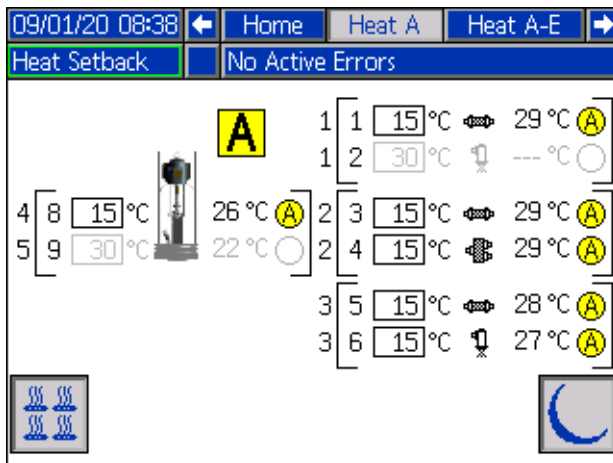 09/01/20 08:38 Home Heat A Heat A-E
Heat Setback No Active Errors
A
1 1 15 °C 29 °C A
1 2 30 °C --- °C
4 8 15 °C 26 °C A
5 9 30 °C 22 °C
2 3 15 °C 29 °C A
2 4 15 °C 29 °C A
3 5 15 °C 28 °C A
3 6 15 °C 27 °C A